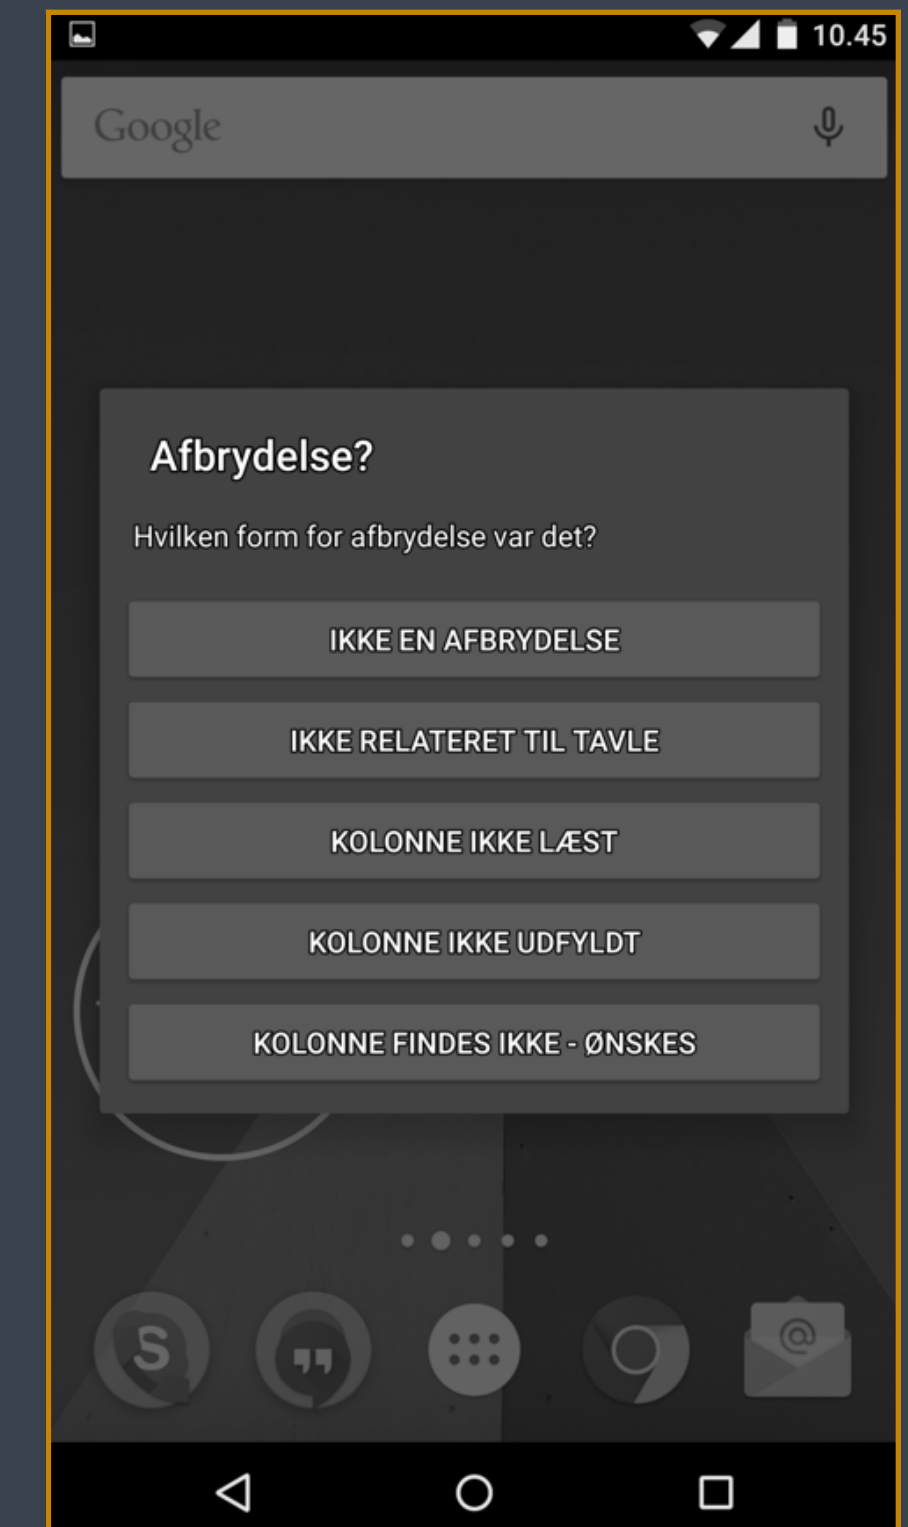 10.45
Google
Afbrydelse?
Hvilken form for afbrydelse var det?
IKKE EN AFBRYDELSE
IKKE RELATERET TIL TAVLE
KOLONNE IKKE LÆST
KOLONNE IKKE UDFYLDT
KOLONNE FINDES IKKE - ØNSKES
S
@